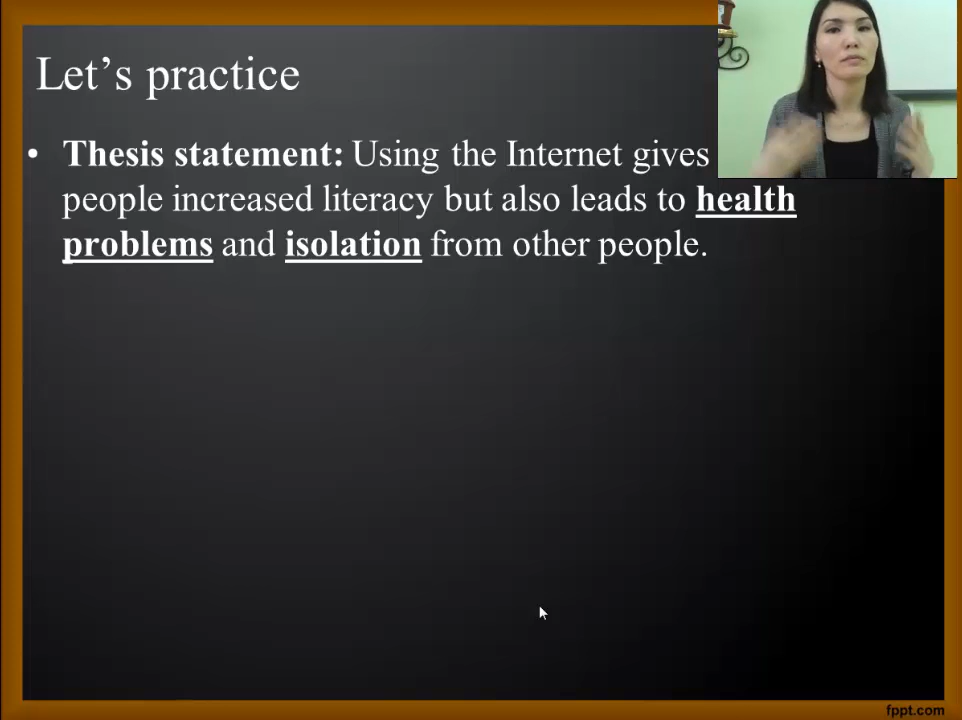 Let’s practice
• Thesis statement: Using the Internet gives
people increased literacy but also leads to health
problems and isolation from other people.
fppt.com